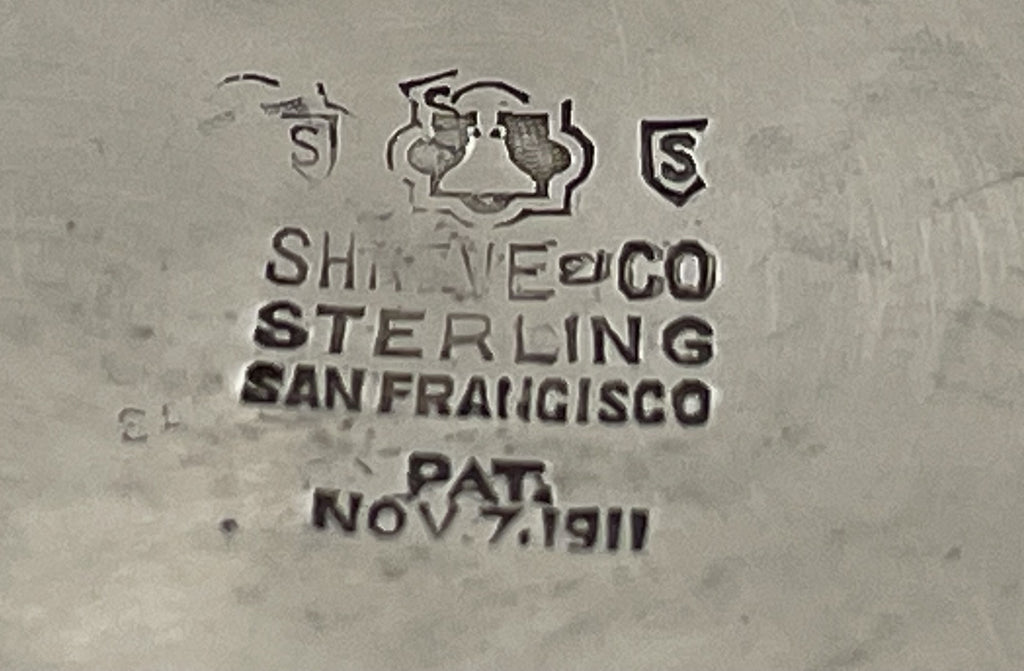 S S S
SHREVE & CO
STERLING
SAN FRANCISCO
PAT.
NOV. 7. 1911